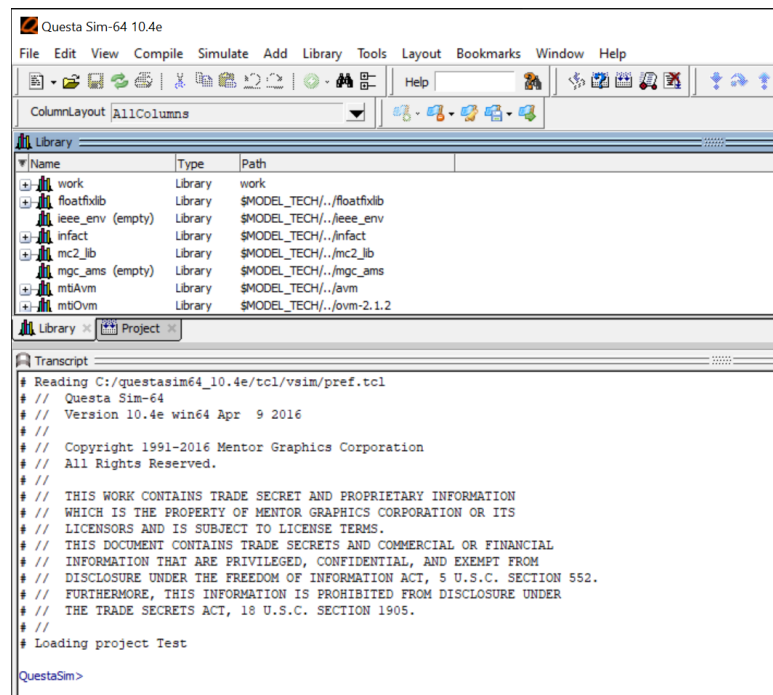 Questa Sim-64 10.4e
File Edit View Compile Simulate Add Library Tools Layout Bookmarks Window Help
Help
ColumnLayout AllColumns
Library
Name Type Path
work Library work
floatfixlib Library $MODEL_TECH/../floatfixlib
ieee_env (empty) Library $MODEL_TECH/../ieee_env
infact Library $MODEL_TECH/../infact
mc2_lib Library $MODEL_TECH/../mc2_lib
mgc_ams (empty) Library $MODEL_TECH/../mgc_ams
mtiAvm Library $MODEL_TECH/../avm
mtiOvm Library $MODEL_TECH/../ovm-2.1.2
Library Project
Transcript
# Reading C:/questasim64_10.4e/tcl/vsim/pref.tcl
# // Questa Sim-64
# // Version 10.4e win64 Apr 9 2016
# //
# // Copyright 1991-2016 Mentor Graphics Corporation
# // All Rights Reserved.
# //
# // THIS WORK CONTAINS TRADE SECRET AND PROPRIETARY INFORMATION
# // WHICH IS THE PROPERTY OF MENTOR GRAPHICS CORPORATION OR ITS
# // LICENSORS AND IS SUBJECT TO LICENSE TERMS.
# // THIS DOCUMENT CONTAINS TRADE SECRETS AND COMMERCIAL OR FINANCIAL
# // INFORMATION THAT ARE PRIVILEGED, CONFIDENTIAL, AND EXEMPT FROM
# // DISCLOSURE UNDER THE FREEDOM OF INFORMATION ACT, 5 U.S.C. SECTION 552.
# // FURTHERMORE, THIS INFORMATION IS PROHIBITED FROM DISCLOSURE UNDER
# // THE TRADE SECRETS ACT, 18 U.S.C. SECTION 1905.
# //
# Loading project Test
QuestaSim>